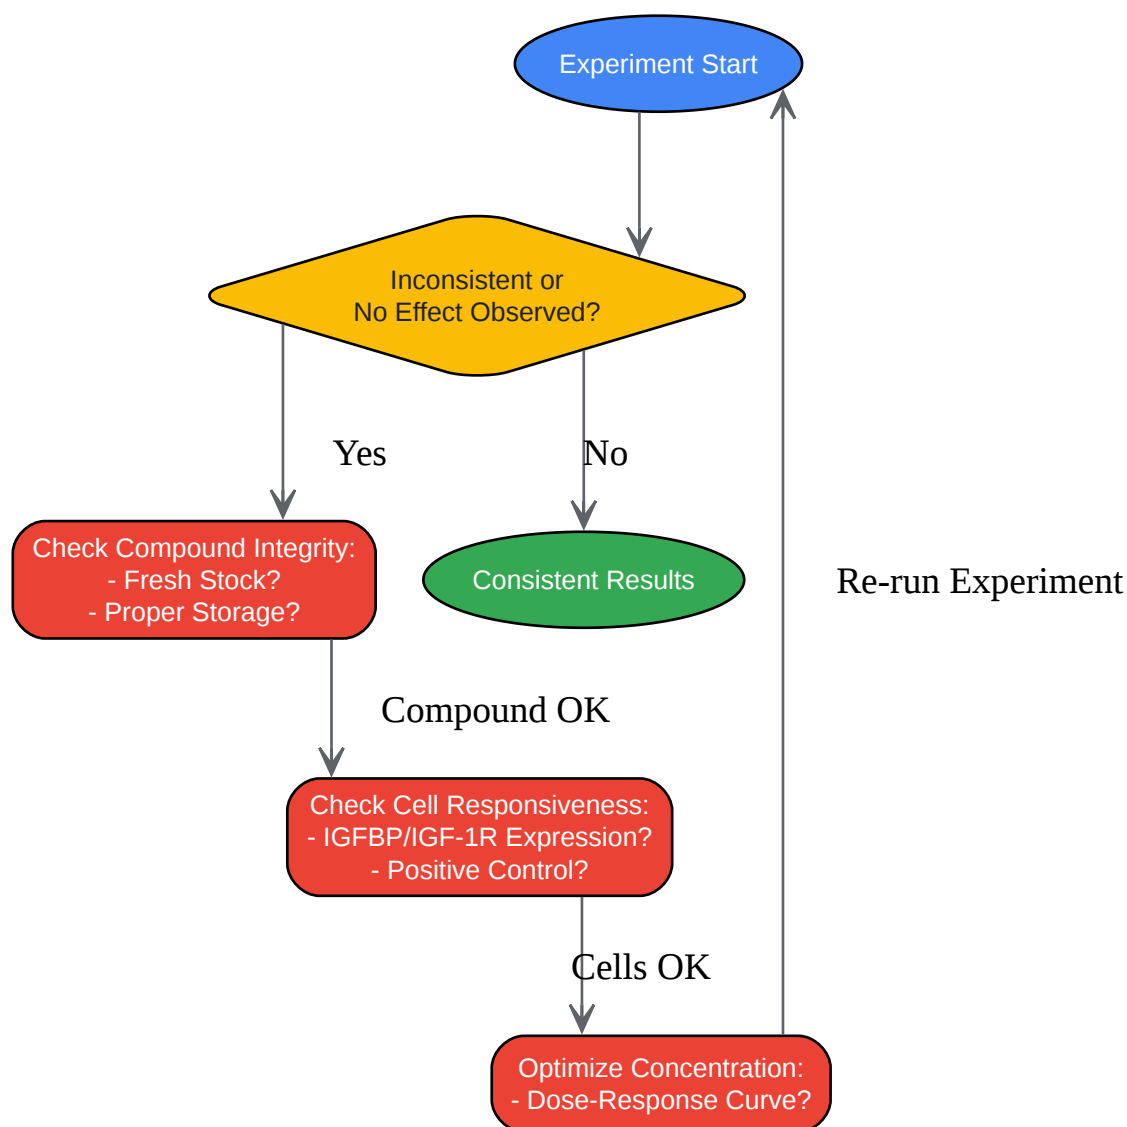 Experiment Start
Inconsistent or
No Effect Observed?
Yes
No
Check Compound Integrity:
- Fresh Stock?
- Proper Storage?
Consistent Results
Re-run Experiment
Compound OK
Check Cell Responsiveness:
- IGFBP/IGF-1R Expression?
- Positive Control?
Cells OK
Optimize Concentration:
- Dose-Response Curve?